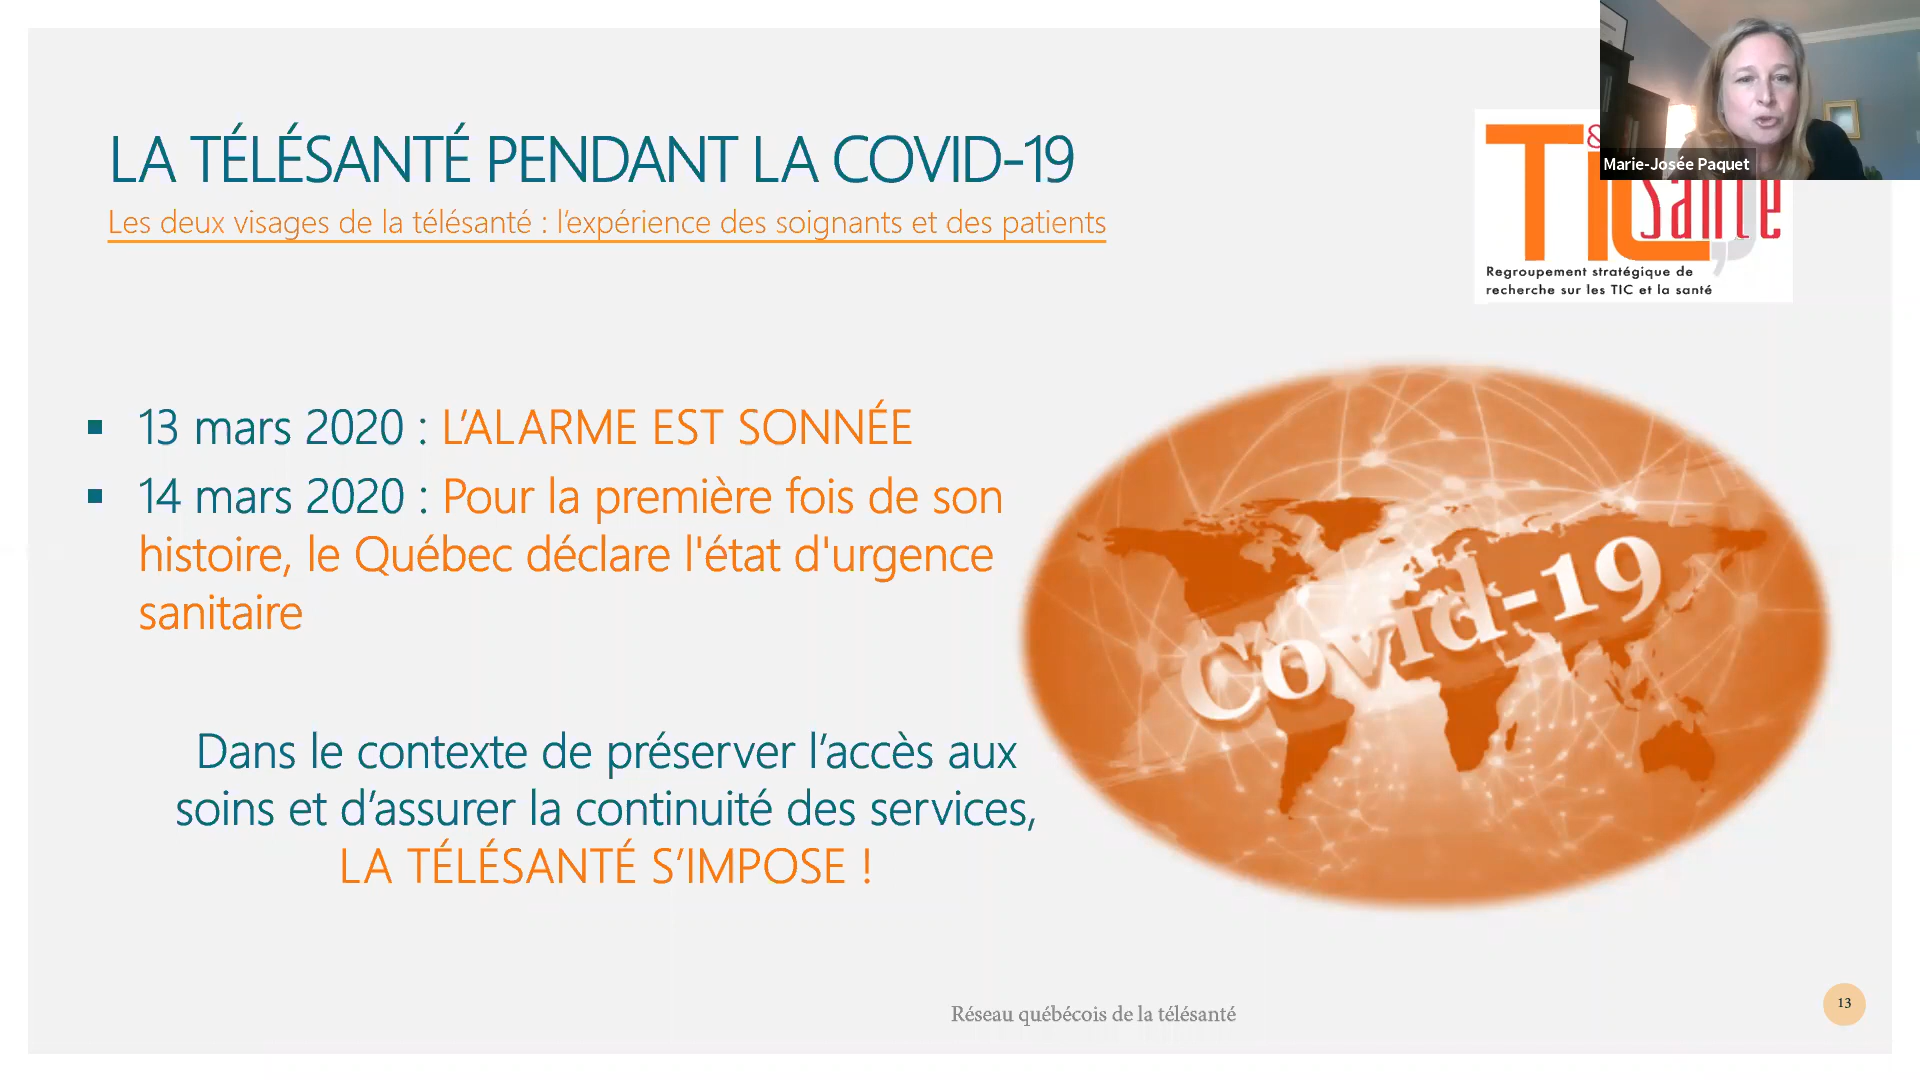 LA TÉLÉSANTÉ PENDANT LA COVID-19
Les deux visages de la télésanté : l’expérience des soignants et des patients
Marie-Josée Paquet
TIC
&
santé
Regroupement stratégique de
recherche sur les TIC et la santé
▪ 13 mars 2020 : L’ALARME EST SONNÉE
▪ 14 mars 2020 : Pour la première fois de son
histoire, le Québec déclare l'état d'urgence
sanitaire
Dans le contexte de préserver l’accès aux
soins et d’assurer la continuité des services,
LA TÉLÉSANTÉ S’IMPOSE !
Covid-19
Réseau québécois de la télésanté
13